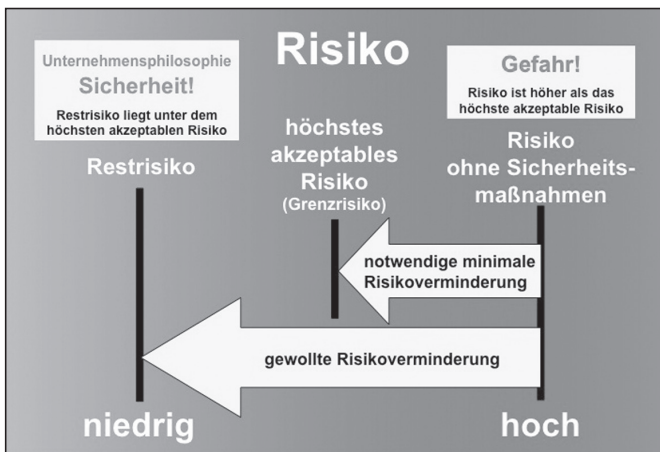 Risiko
Unternehmensphilosophie
Sicherheit!
Restrisiko liegt unter dem
höchsten akzeptablen Risiko
Restrisiko
höchstes
akzeptables
Risiko
(Grenzrisiko)
Gefahr!
Risiko ist höher als das
höchste akzeptable Risiko
Risiko
ohne Sicherheits-
maßnahmen
notwendige minimale
Risikoverminderung
gewollte Risikoverminderung
niedrig
hoch